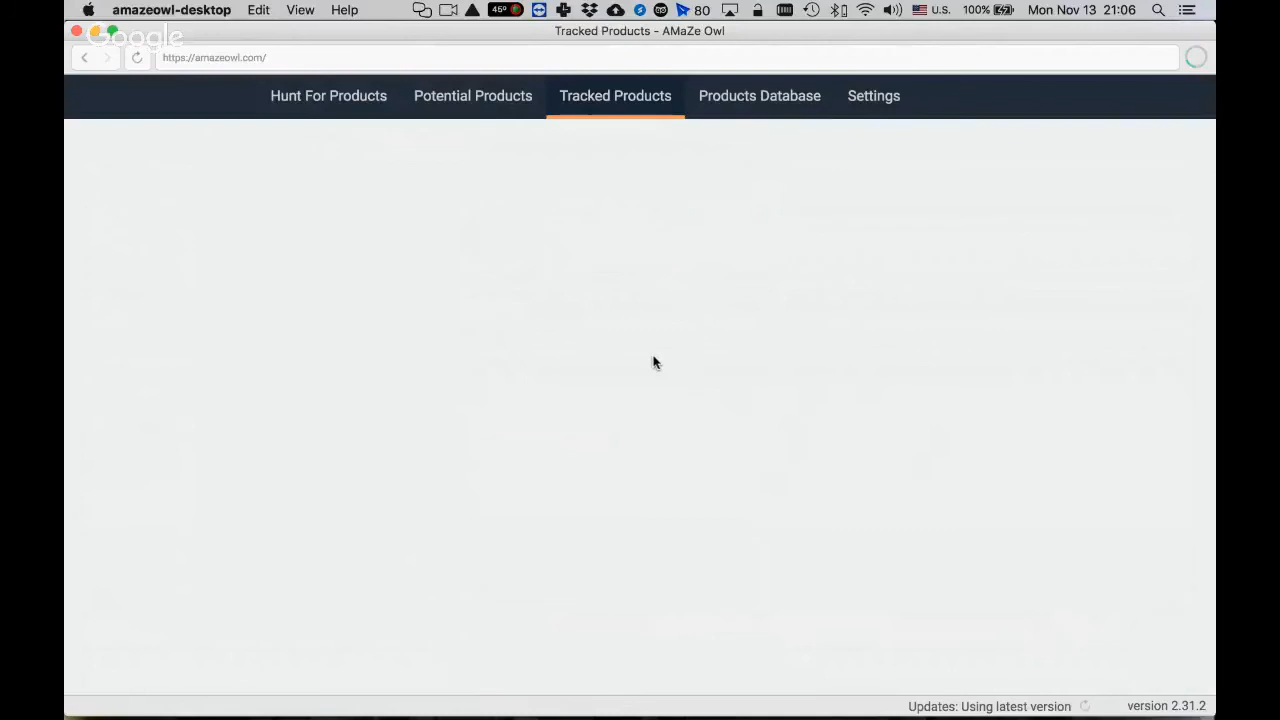 amazeowl-desktop Edit View Help 45° 80 U.S. 100% Mon Nov 13 21:06
Google
Tracked Products - AMaZe Owl
https://amazeowl.com/
Hunt For Products Potential Products Tracked Products Products Database Settings
Updates: Using latest version version 2.31.2